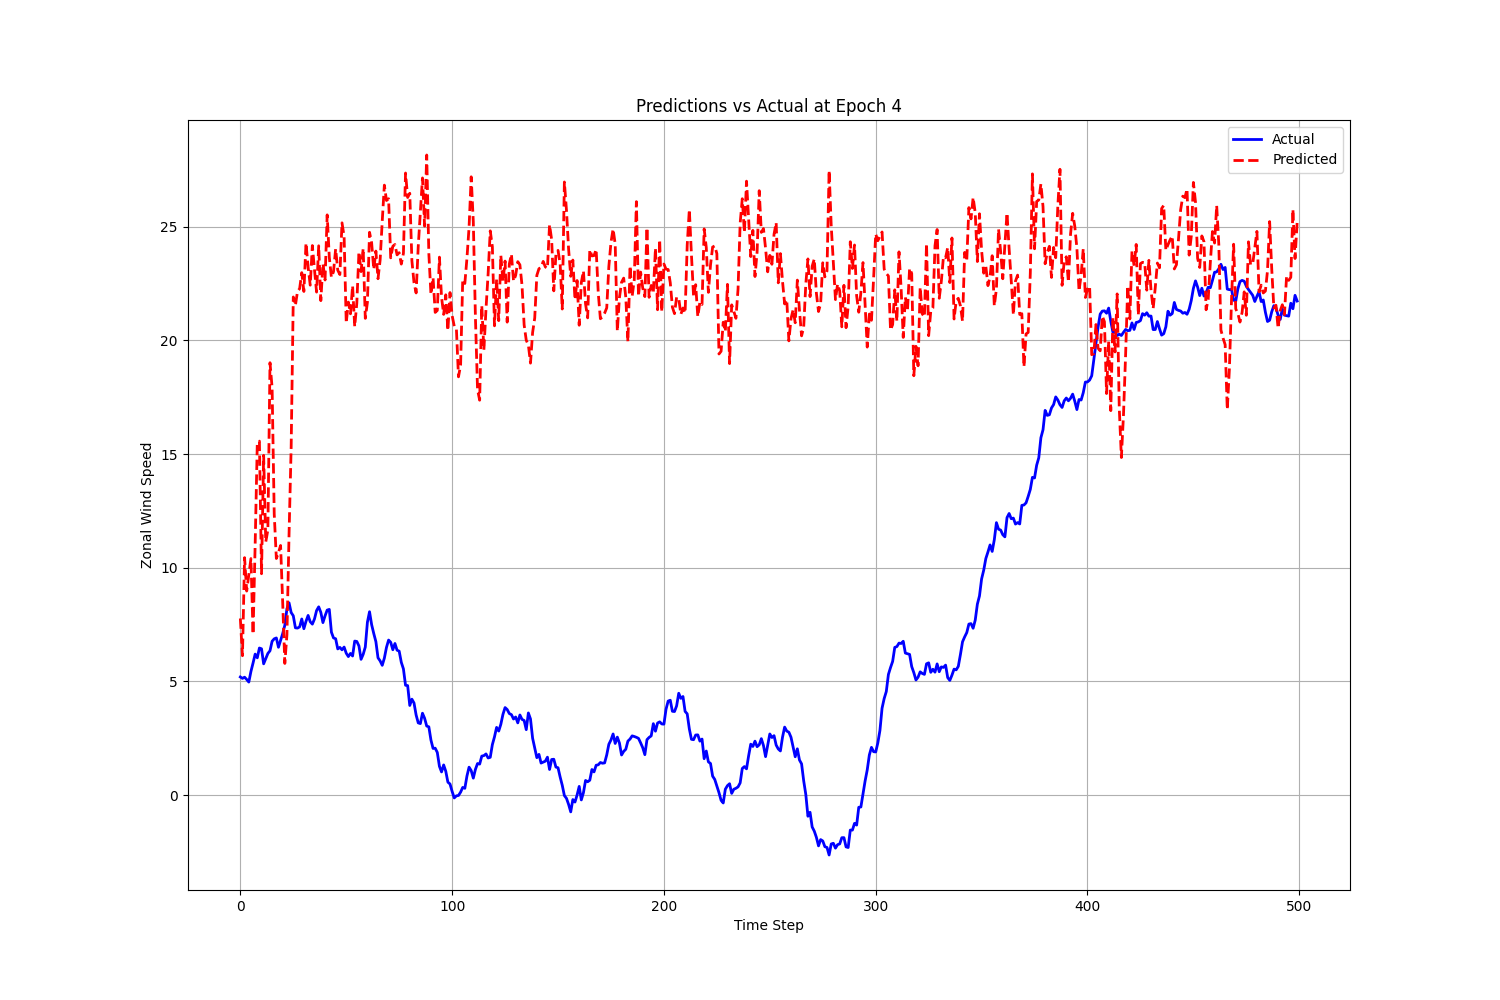 Predictions vs Actual at Epoch 4
Actual
Predicted
Zonal Wind Speed
25
20
15
10
5
0
0 100 200 300 400 500
Time Step